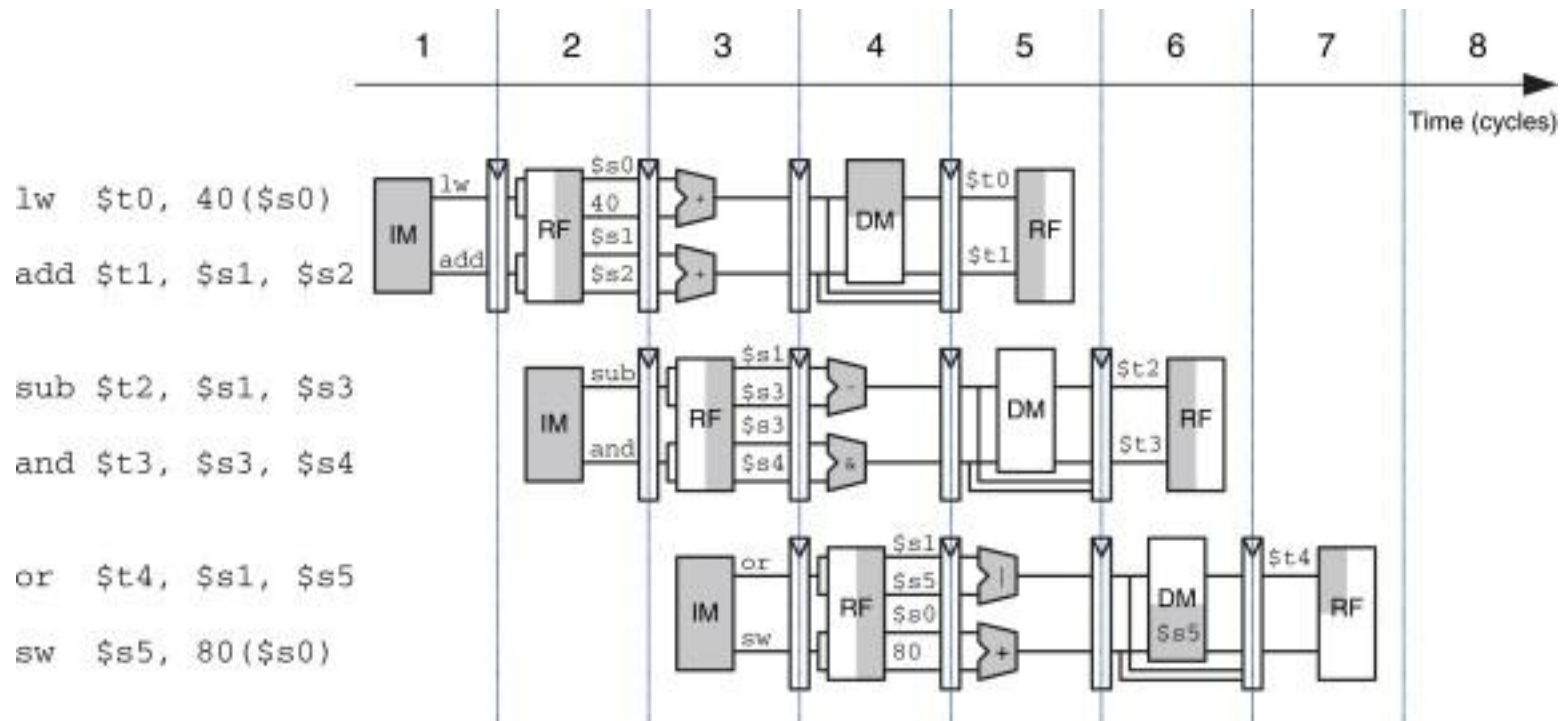 1 2 3 4 5 6 7 8
Time (cycles)
lw $t0, 40($s0)
add $t1, $s1, $s2
IM
lw
add
RF
$s0
40
$s1
$s2
+
+
DM
$t0
$t1
RF
sub $t2, $s1, $s3
and $t3, $s3, $s4
IM
sub
and
RF
$s1
$s3
$s3
$s4
-
&
DM
$t2
$t3
RF
or $t4, $s1, $s5
sw $s5, 80($s0)
IM
or
sw
RF
$s1
$s5
$s0
80
|
+
DM
$s5
$t4
RF